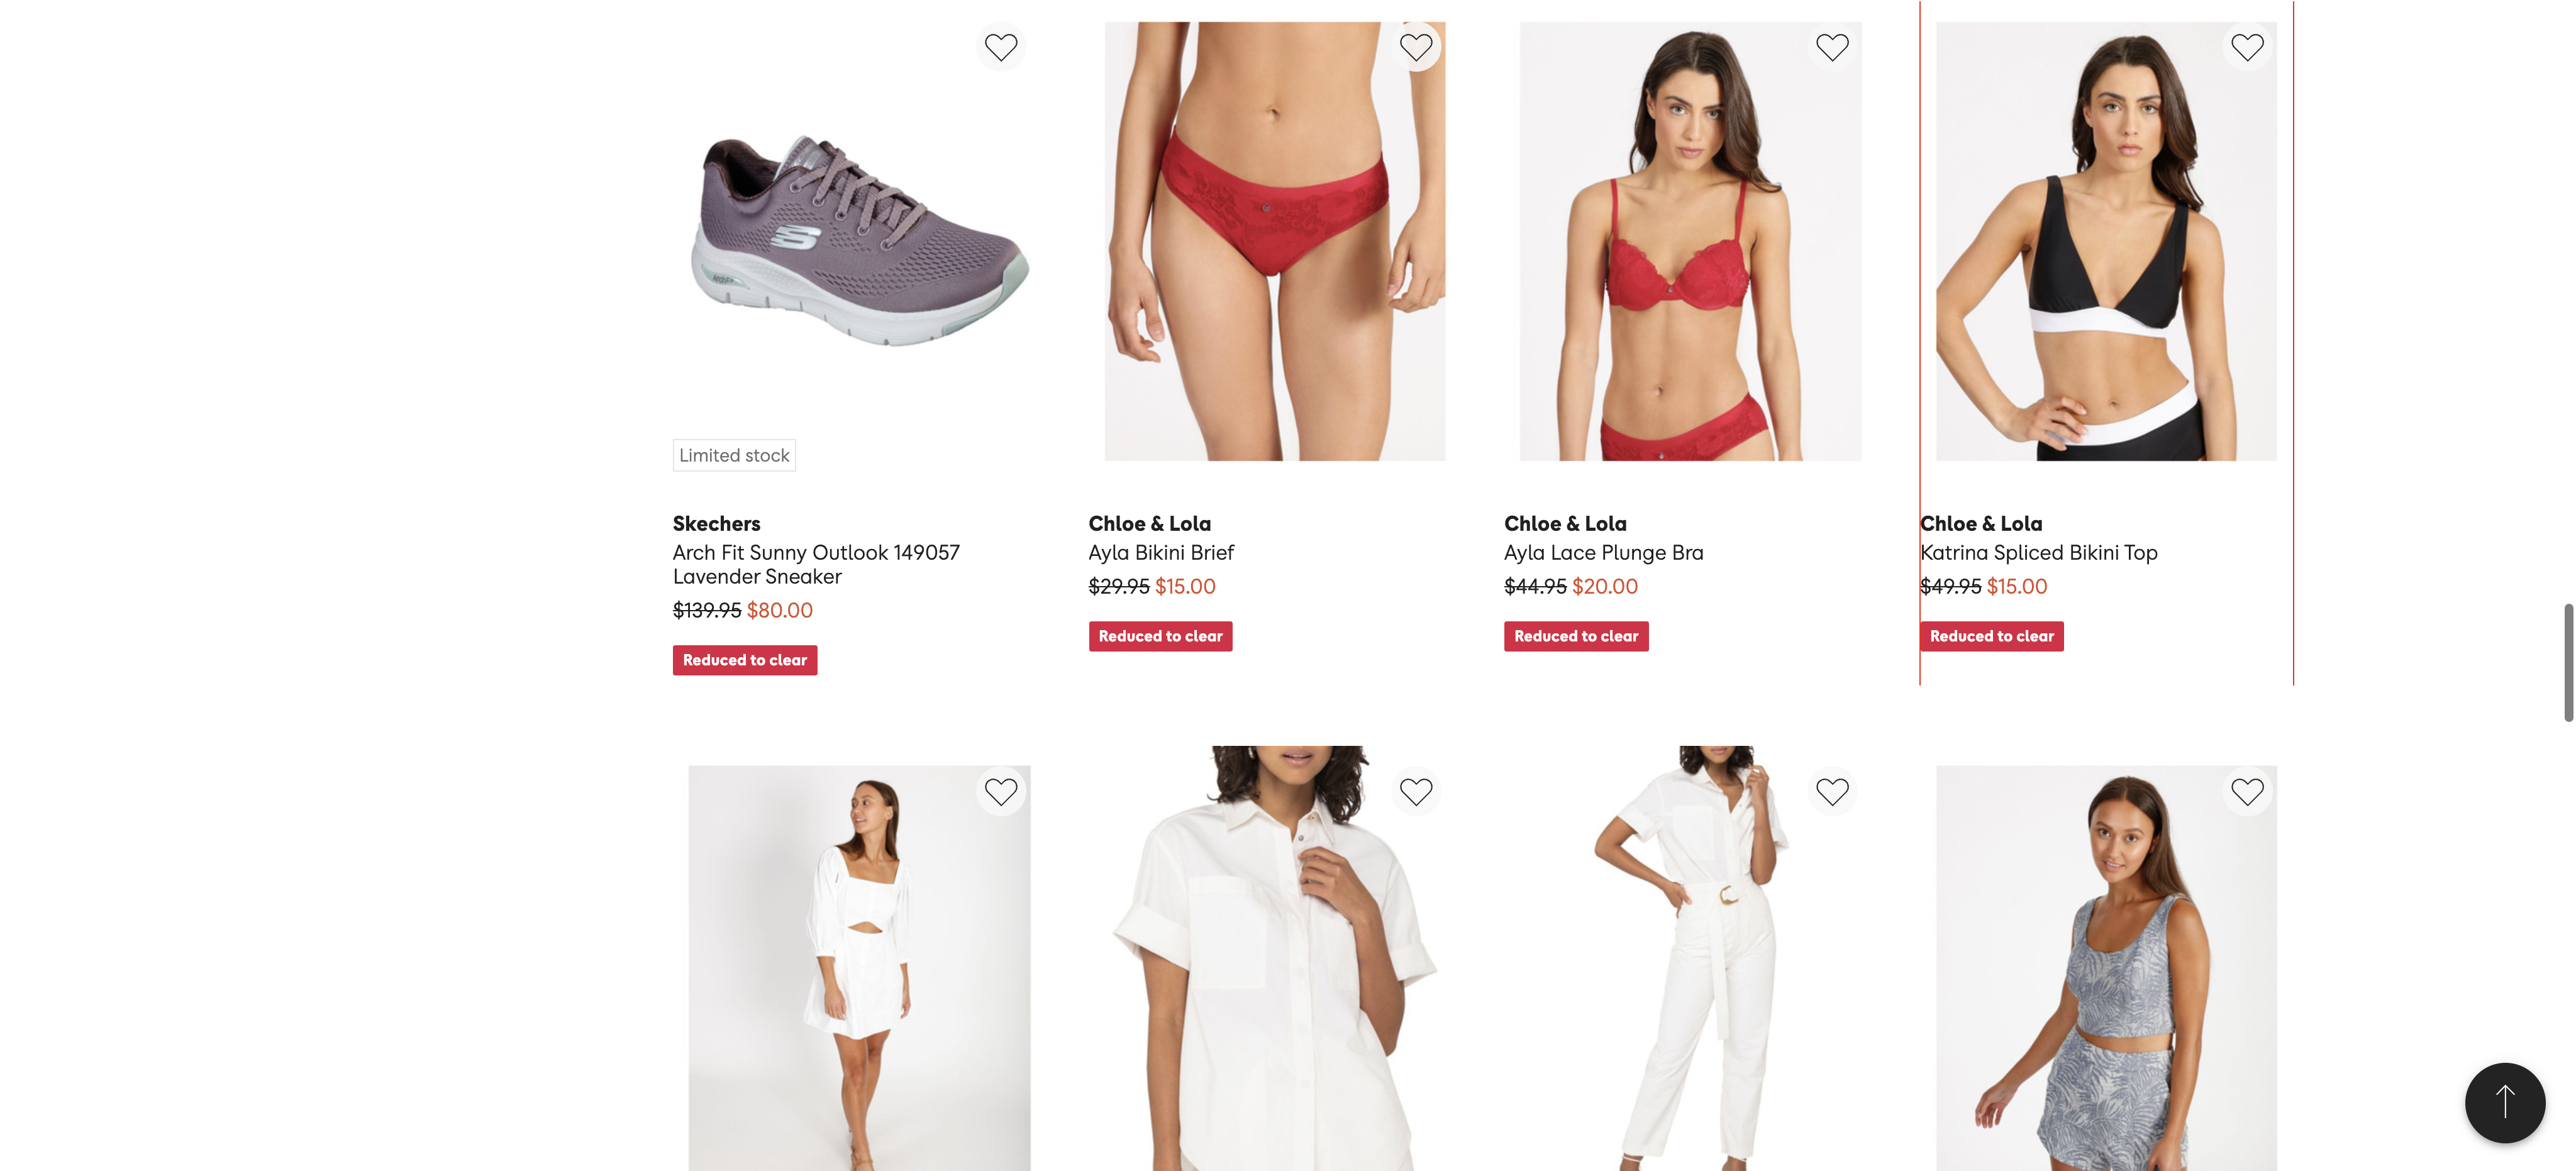 Limited stock
Skechers
Arch Fit Sunny Outlook 149057
Lavender Sneaker
$139.95 $80.00
Reduced to clear
Chloe & Lola
Ayla Bikini Brief
$29.95 $15.00
Reduced to clear
Chloe & Lola
Ayla Lace Plunge Bra
$44.95 $20.00
Reduced to clear
Chloe & Lola
Katrina Spliced Bikini Top
$49.95 $15.00
Reduced to clear